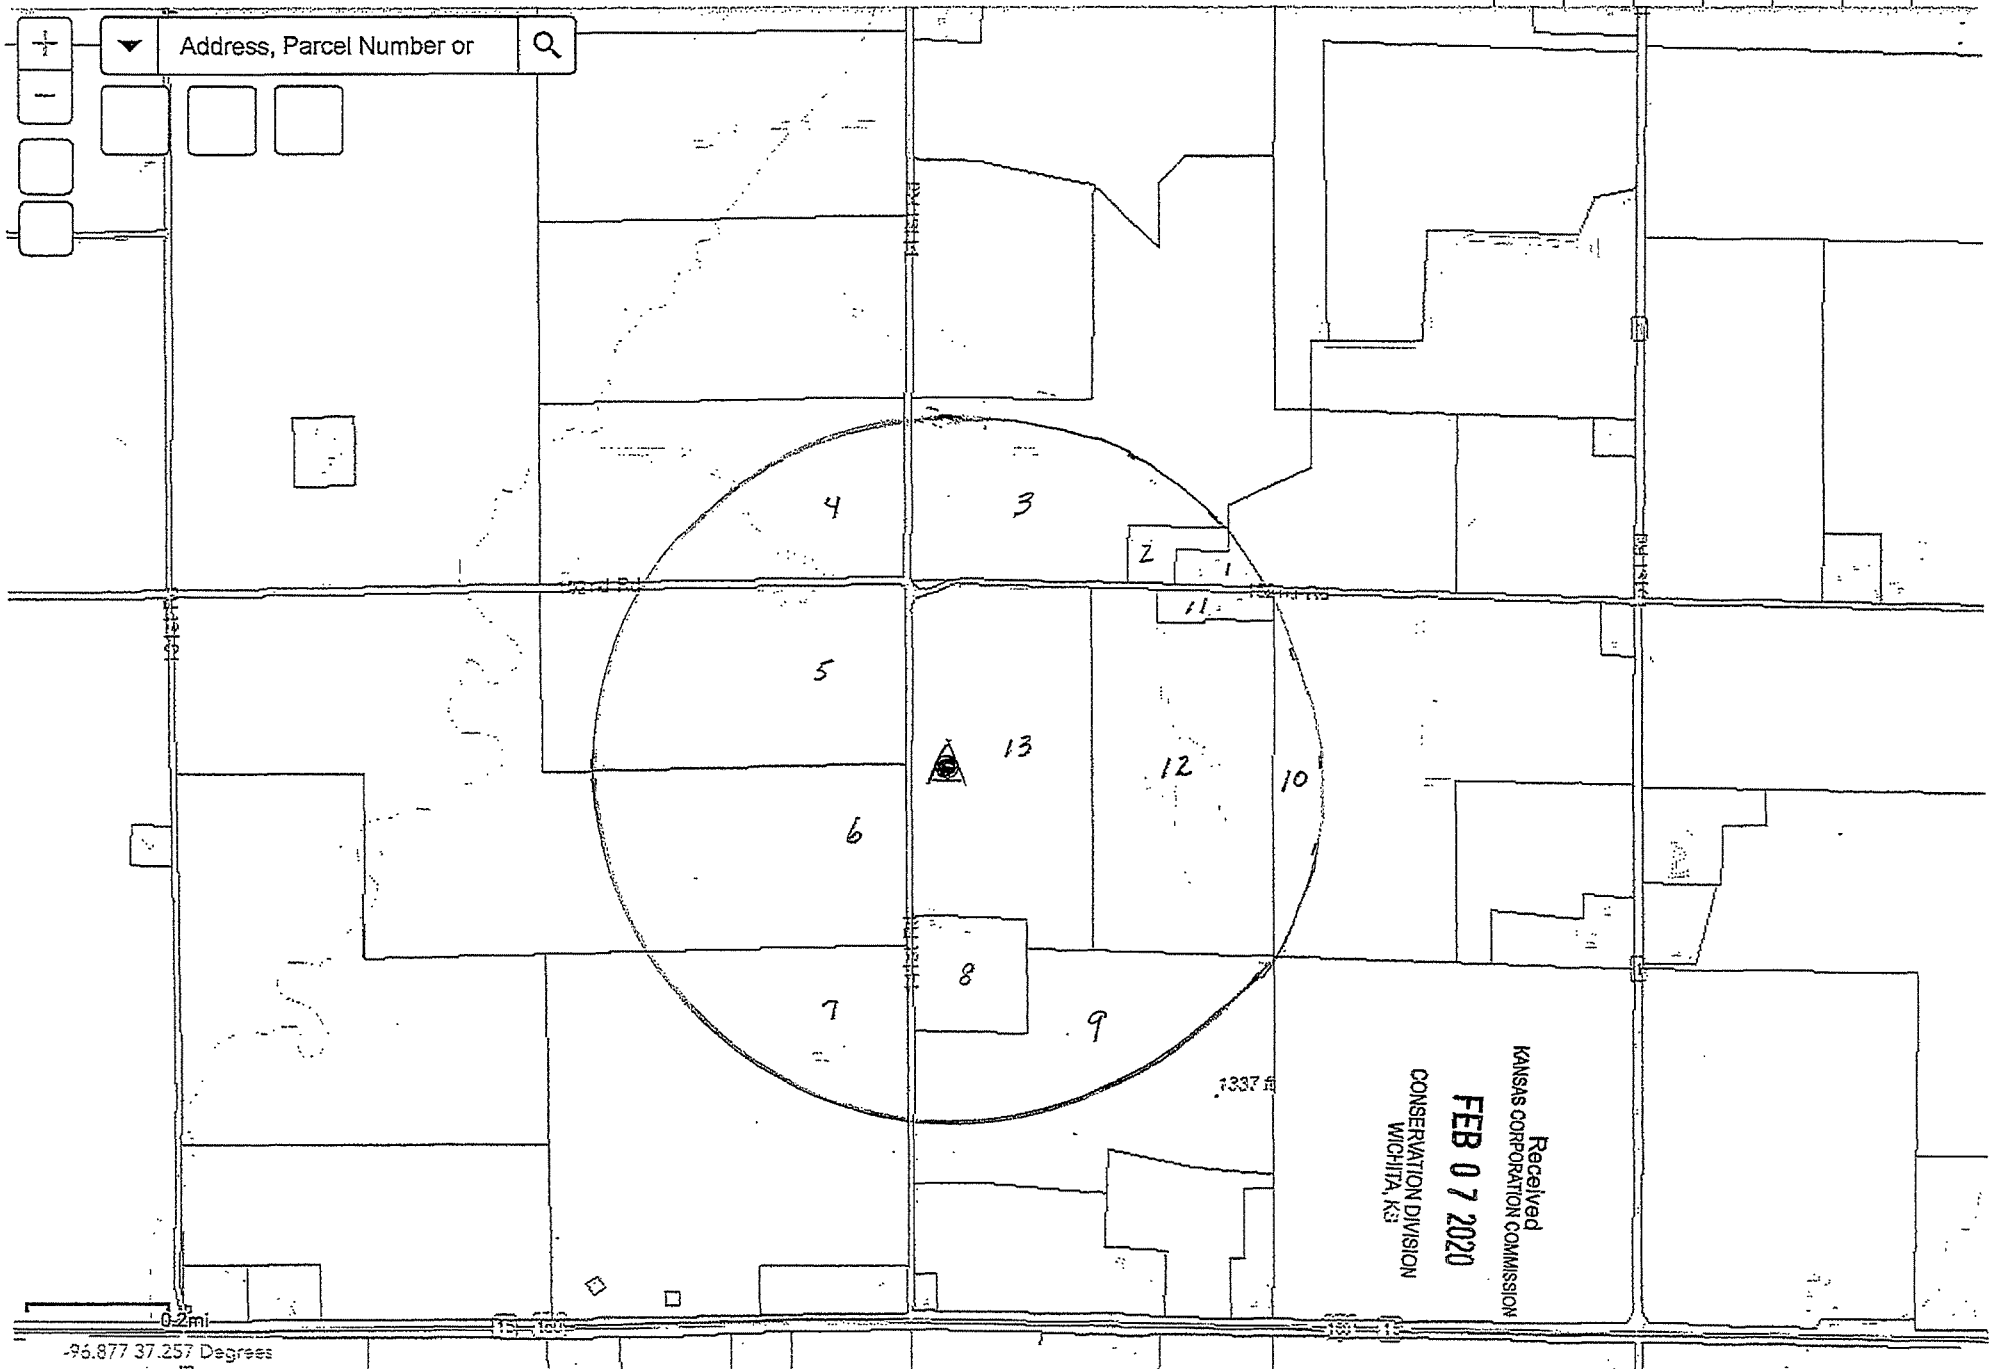 +
Address, Parcel Number or
-
4
3
2
1
11
5
13
12
10
6
8
7
9
1337 ft
Received
KANSAS CORPORATION COMMISSION
FEB 07 2020
CONSERVATION DIVISION
WICHITA, KS
0.2mi
-96.877 37.257 Degrees